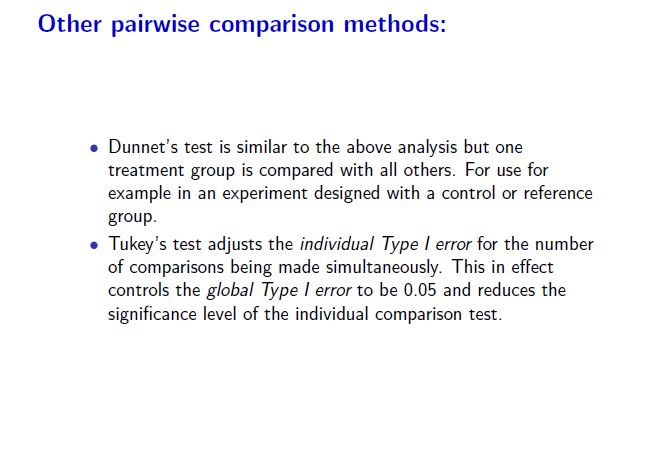 Other pairwise comparison methods:
• Dunnet's test is similar to the above analysis but one
treatment group is compared with all others. For use for
example in an experiment designed with a control or reference
group.
• Tukey's test adjusts the individual Type I error for the number
of comparisons being made simultaneously. This in effect
controls the global Type I error to be 0.05 and reduces the
significance level of the individual comparison test.